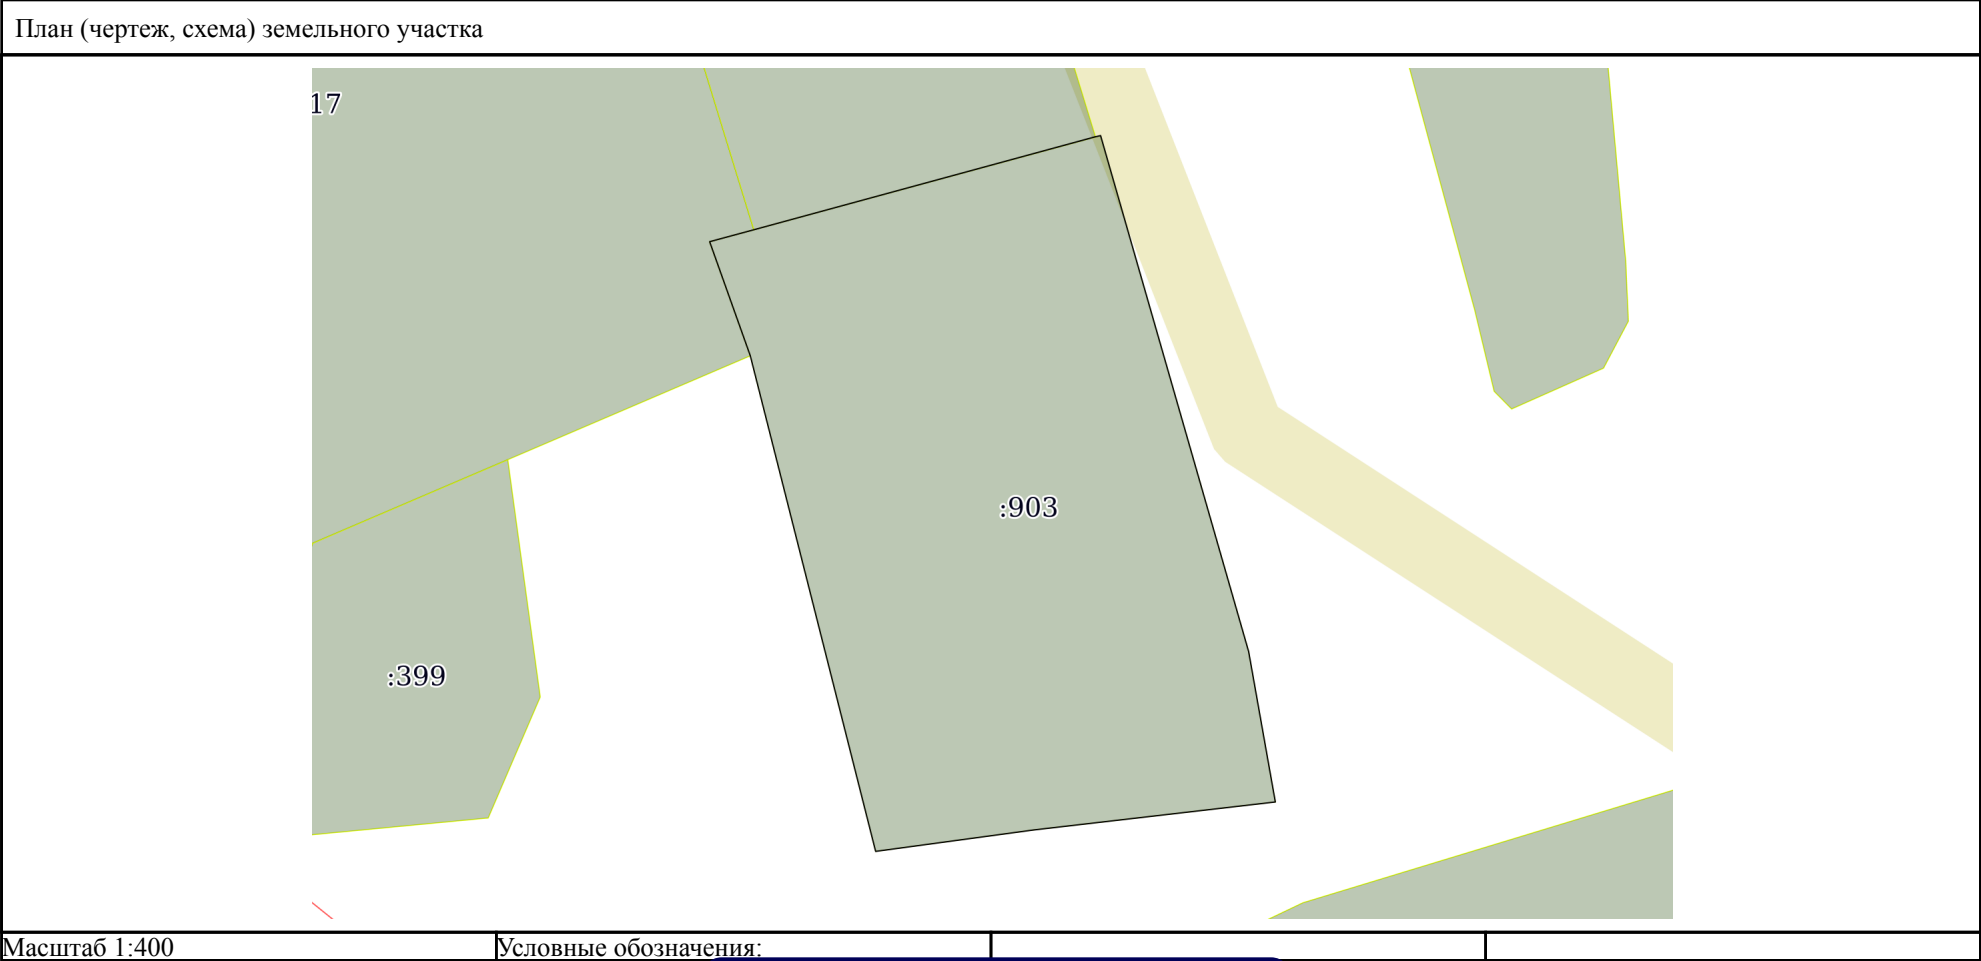 План (чертеж, схема) земельного участка
17
:903
:399
Масштаб 1:400
Условные обозначения: